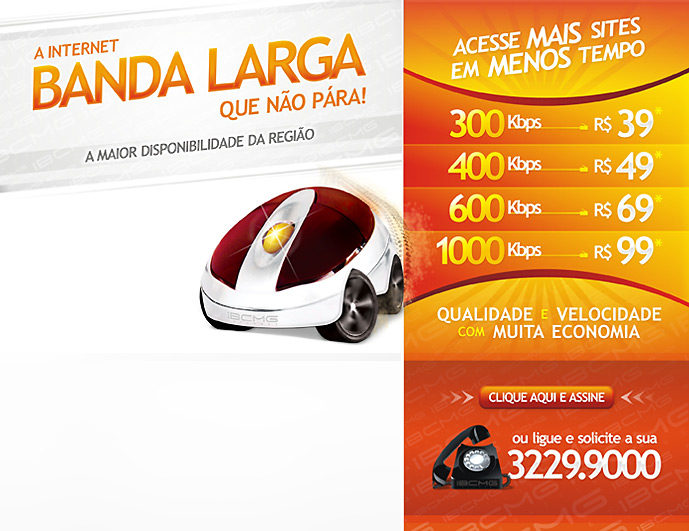 A INTERNET
BANDA LARGA
QUE NÃO PÁRA!
A MAIOR DISPONIBILIDADE DA REGIÃO
iBCMG
ACESSE MAIS SITES
EM MENOS TEMPO
300 Kbps R$ 39*
400 Kbps R$ 49*
600 Kbps R$ 69*
1000 Kbps R$ 99*
QUALIDADE E VELOCIDADE
COM MUITA ECONOMIA
CLIQUE AQUI E ASSINE
ou ligue e solicite a sua
3229.9000
iBCMG